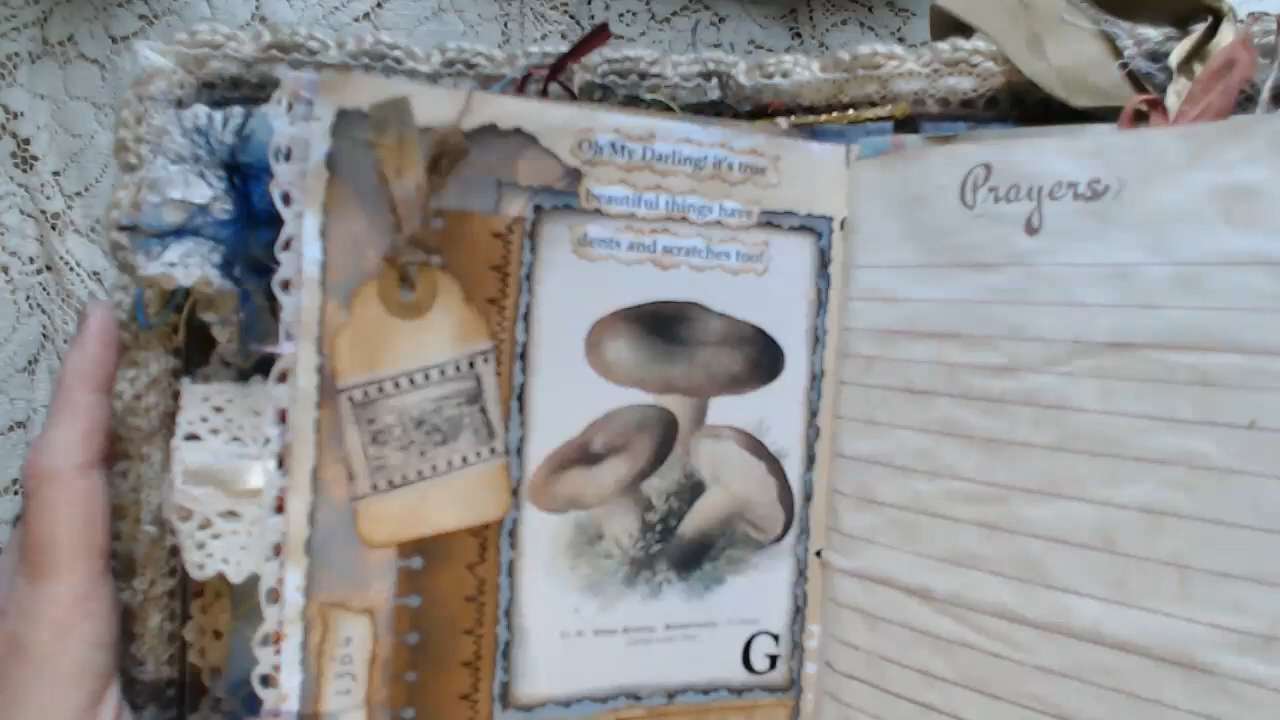 Oh My Darling! it's true
beautiful things have
dents and scratches too!
G
Prayers